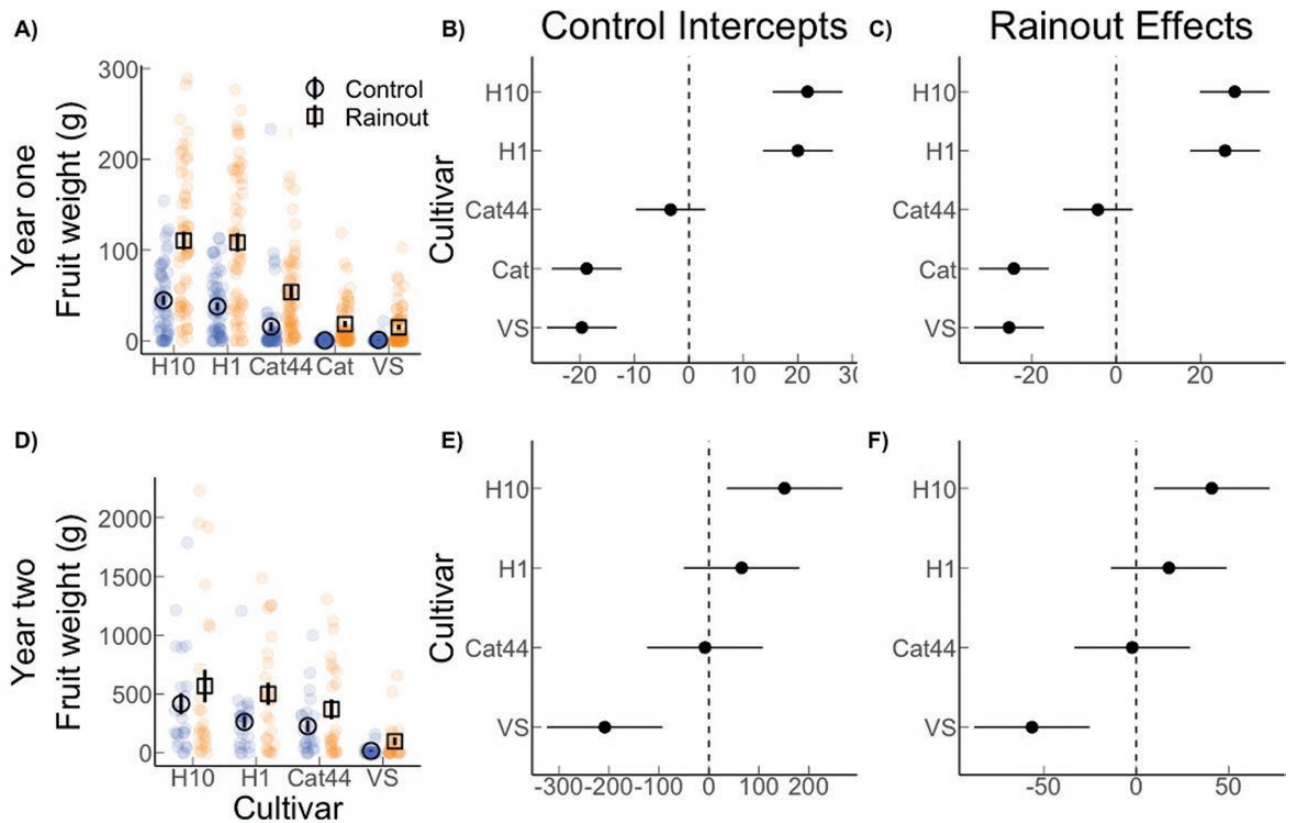 A)
Year one
Fruit weight (g)
300
200
100
0
Control
Rainout
H10 H1 Cat44 Cat VS
B)
Control Intercepts
Cultivar
H10
H1
Cat44
Cat
VS
-20 -10 0 10 20
C)
Rainout Effects
H10
H1
Cat44
Cat
VS
-20 0 20
D)
Year two
Fruit weight (g)
2000
1500
1000
500
0
H10 H1 Cat44 VS
Cultivar
E)
Cultivar
H10
H1
Cat44
VS
-300 -200 -100 0 100 200
F)
H10
H1
Cat44
VS
-50 0 50